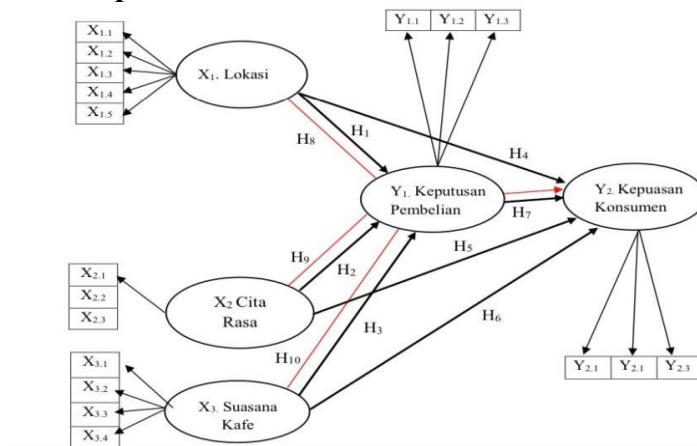 X1.1
X1.2
X1.3
X1.4
X1.5
X1. Lokasi
Y1.1 Y1.2 Y1.3
H8
H1
H4
Y1. Keputusan
Pembelian
Y2. Kepuasan
Konsumen
H7
H9
H2
H5
X2.1
X2.2
X2.3
X2 Cita
Rasa
H3
H6
H10
X3.1
X3.2
X3.3
X3.4
X3. Suasana
Kafe
Y2.1 Y2.1 Y2.3